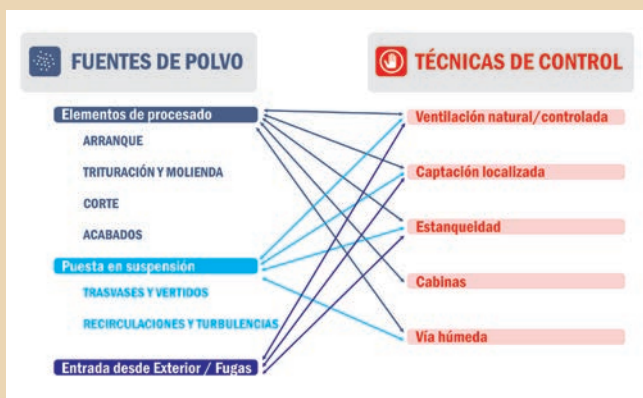 FUENTES DE POLVO
Elementos de procesado
ARRANQUE
TRITURACIÓN Y MOLIENDA
CORTE
ACABADOS
Puesta en suspensión
TRASVASES Y VERTIDOS
RECIRCULACIONES Y TURBULENCIAS
Entrada desde Exterior / Fugas
TÉCNICAS DE CONTROL
Ventilación natural/controlada
Captación localizada
Estanqueidad
Cabinas
Vía húmeda